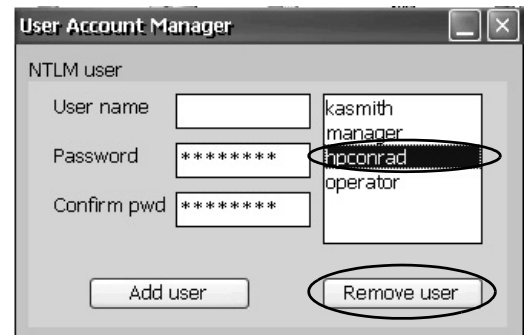 User Account Manager
NTLM user
User name
Password ********
Confirm pwd ********
kasmith
manager
hpconrad
operator
Add user Remove user